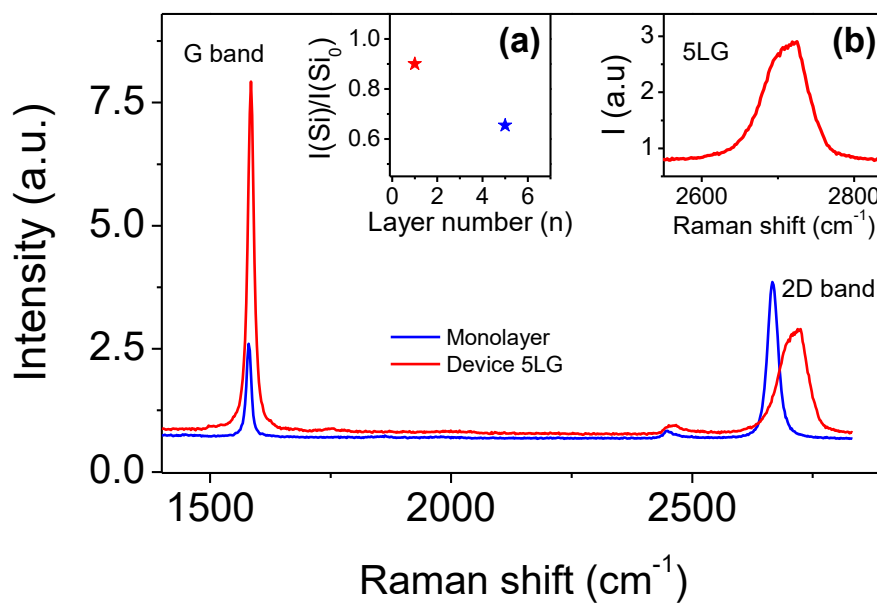 G band
(a)
I(Si)/I(Si₀)
1.0
0.8
0.6
0 2 4 6
Layer number (n)
(b)
5LG
I (a.u)
3
2
1
2600 2800
Raman shift (cm⁻¹)
Intensity (a.u.)
7.5
5.0
2.5
0.0
2D band
Monolayer
Device 5LG
1500 2000 2500
Raman shift (cm⁻¹)